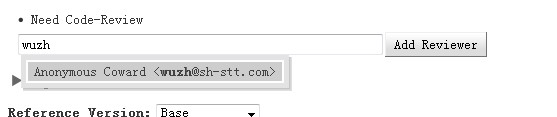 Need Code-Review
wuzh
Add Reviewer
Anonymous Coward <wuzh@sh-stt.com>
Reference Version: Base